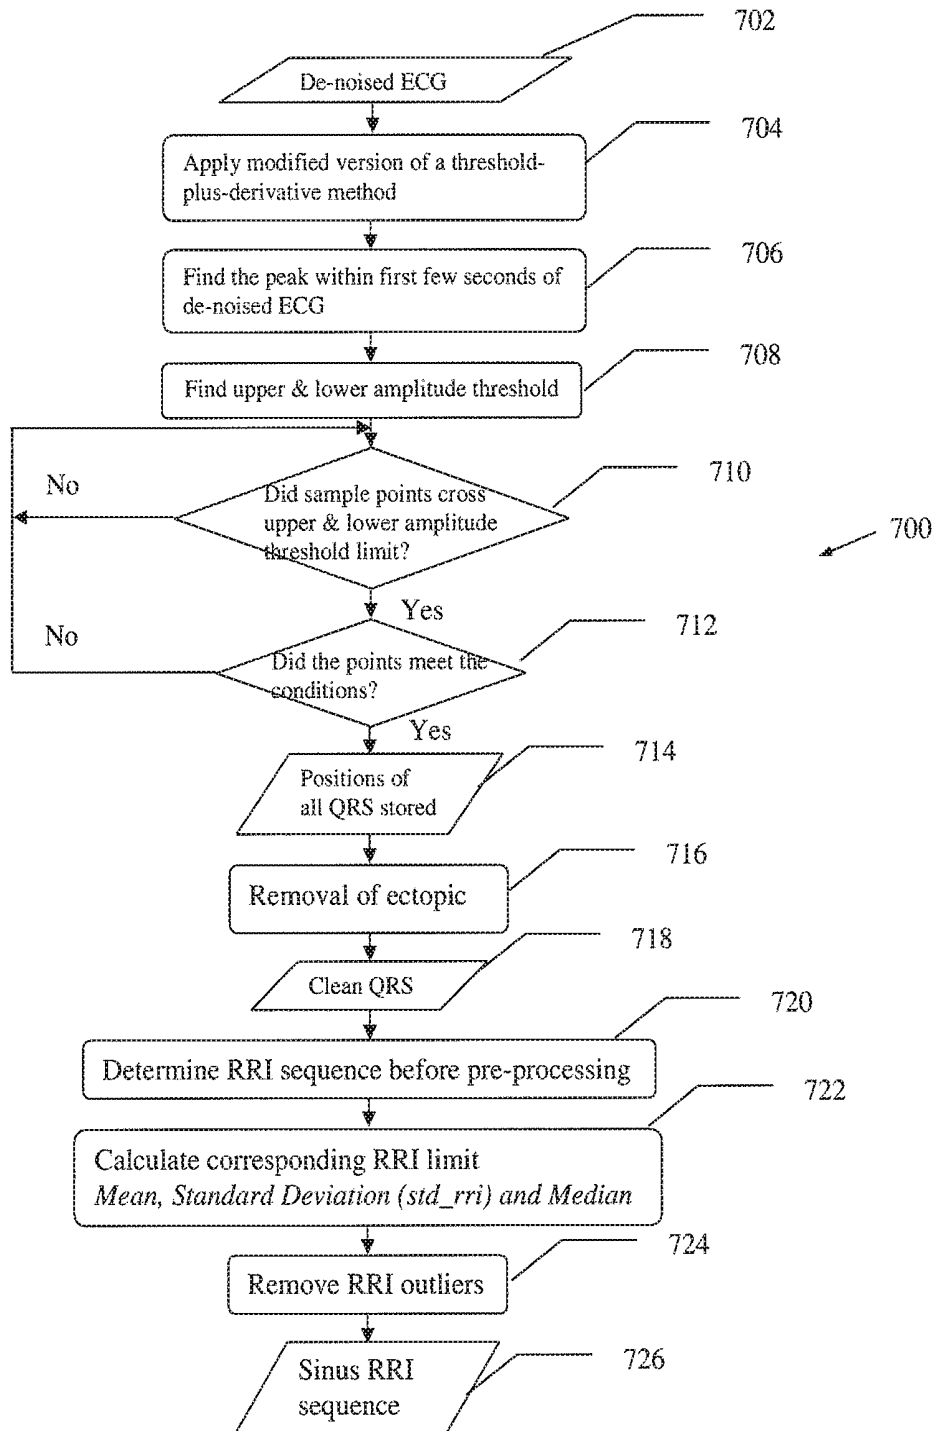 702
De-noised ECG
704
Apply modified version of a threshold-
plus-derivative method
706
Find the peak within first few seconds of
de-noised ECG
708
Find upper & lower amplitude threshold
710
No
Did sample points cross
upper & lower amplitude
threshold limit?
700
Yes
712
No
Did the points meet the
conditions?
Yes
714
Positions of
all QRS stored
716
Removal of ectopic
718
Clean QRS
720
Determine RRI sequence before pre-processing
722
Calculate corresponding RRI limit
Mean, Standard Deviation (std_rri) and Median
724
Remove RRI outliers
726
Sinus RRI
sequence